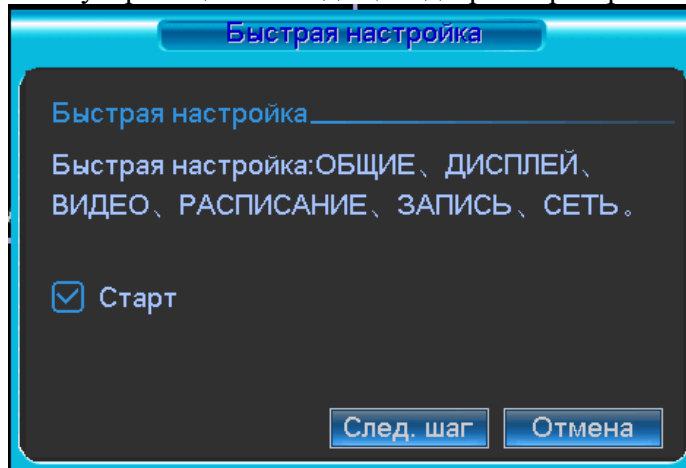 Быстрая настройка
Быстрая настройка
Быстрая настройка:ОБЩИЕ、ДИСПЛЕЙ、
ВИДЕО、РАСПИСАНИЕ、ЗАПИСЬ、СЕТЬ。
Старт
След. шаг Отмена